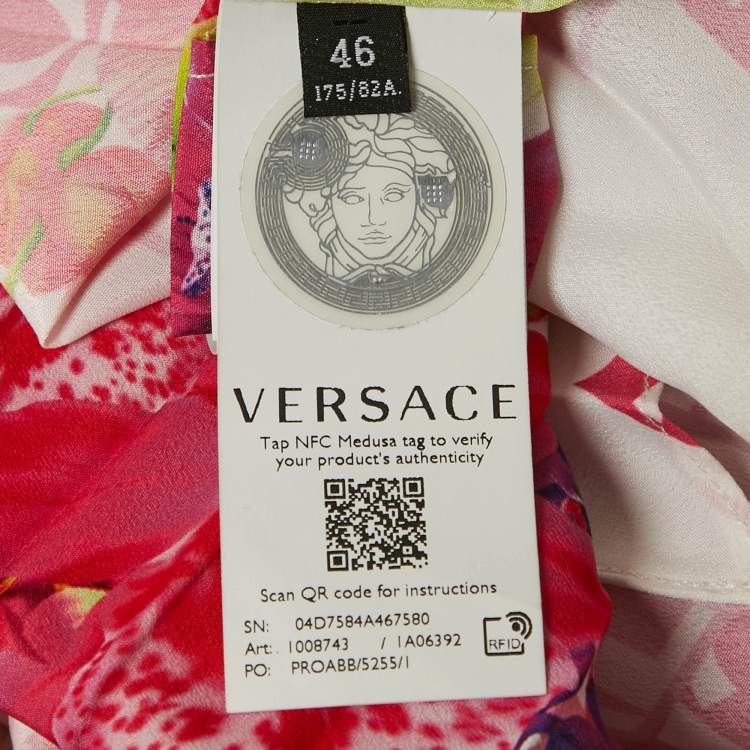 46
175/82A.
VERSACE
Tap NFC Medusa tag to verify
your product's authenticity
Scan QR code for instructions
SN: 04D7584A467580
Art: 1008743 / 1A06392
PO: PROABB/5255/1
RFID